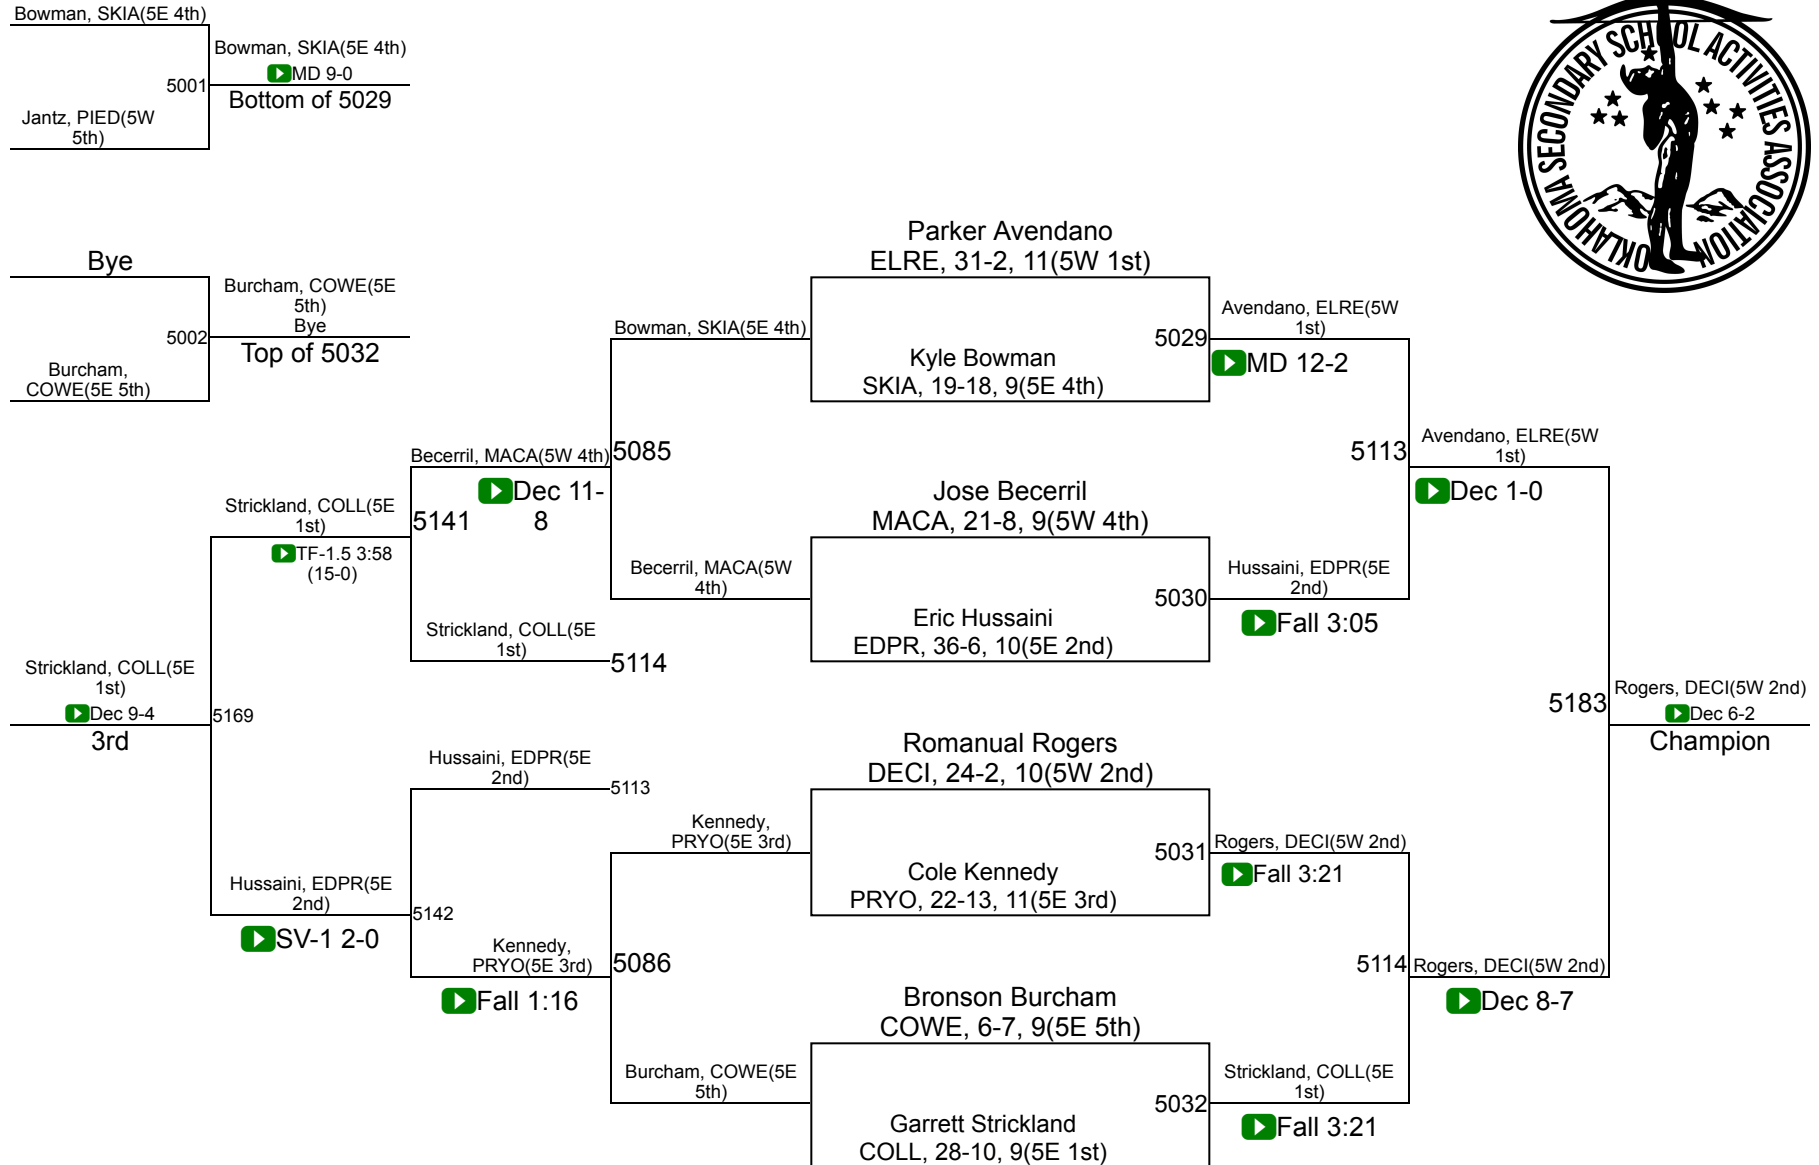 Bowman, SKIA(5E 4th)
Bowman, SKIA(5E 4th)
MD 9-0
5001
Bottom of 5029
Jantz, PIED(5W
5th)
OKLAHOMA SECONDARY SCHOOL ACTIVITIES ASSOCIATION
Bye
Burcham, COWE(5E
5th)
Bye
5002
Top of 5032
Burcham,
COWE(5E 5th)
Parker Avendano
ELRE, 31-2, 11(5W 1st)
Bowman, SKIA(5E 4th)
5029
Kyle Bowman
SKIA, 19-18, 9(5E 4th)
Avendano, ELRE(5W
1st)
MD 12-2
Becerril, MACA(5W 4th)
5085
Dec 11-
8
5113
Avendano, ELRE(5W
1st)
Dec 1-0
Strickland, COLL(5E
1st)
5141
TF-1.5 3:58
(15-0)
Jose Becerril
MACA, 21-8, 9(5W 4th)
Becerril, MACA(5W
4th)
5030
Eric Hussaini
EDPR, 36-6, 10(5E 2nd)
Hussaini, EDPR(5E
2nd)
Fall 3:05
Strickland, COLL(5E
1st)
5114
Strickland, COLL(5E
1st)
Dec 9-4
3rd
5169
5183
Rogers, DECI(5W 2nd)
Dec 6-2
Champion
Hussaini, EDPR(5E
2nd)
5113
Romanual Rogers
DECI, 24-2, 10(5W 2nd)
Kennedy,
PRYO(5E 3rd)
5031
Cole Kennedy
PRYO, 22-13, 11(5E 3rd)
Rogers, DECI(5W 2nd)
Fall 3:21
Hussaini, EDPR(5E
2nd)
5142
SV-1 2-0
Kennedy,
PRYO(5E 3rd)
5086
Fall 1:16
5114
Rogers, DECI(5W 2nd)
Dec 8-7
Bronson Burcham
COWE, 6-7, 9(5E 5th)
Burcham, COWE(5E
5th)
5032
Garrett Strickland
COLL, 28-10, 9(5E 1st)
Strickland, COLL(5E
1st)
Fall 3:21